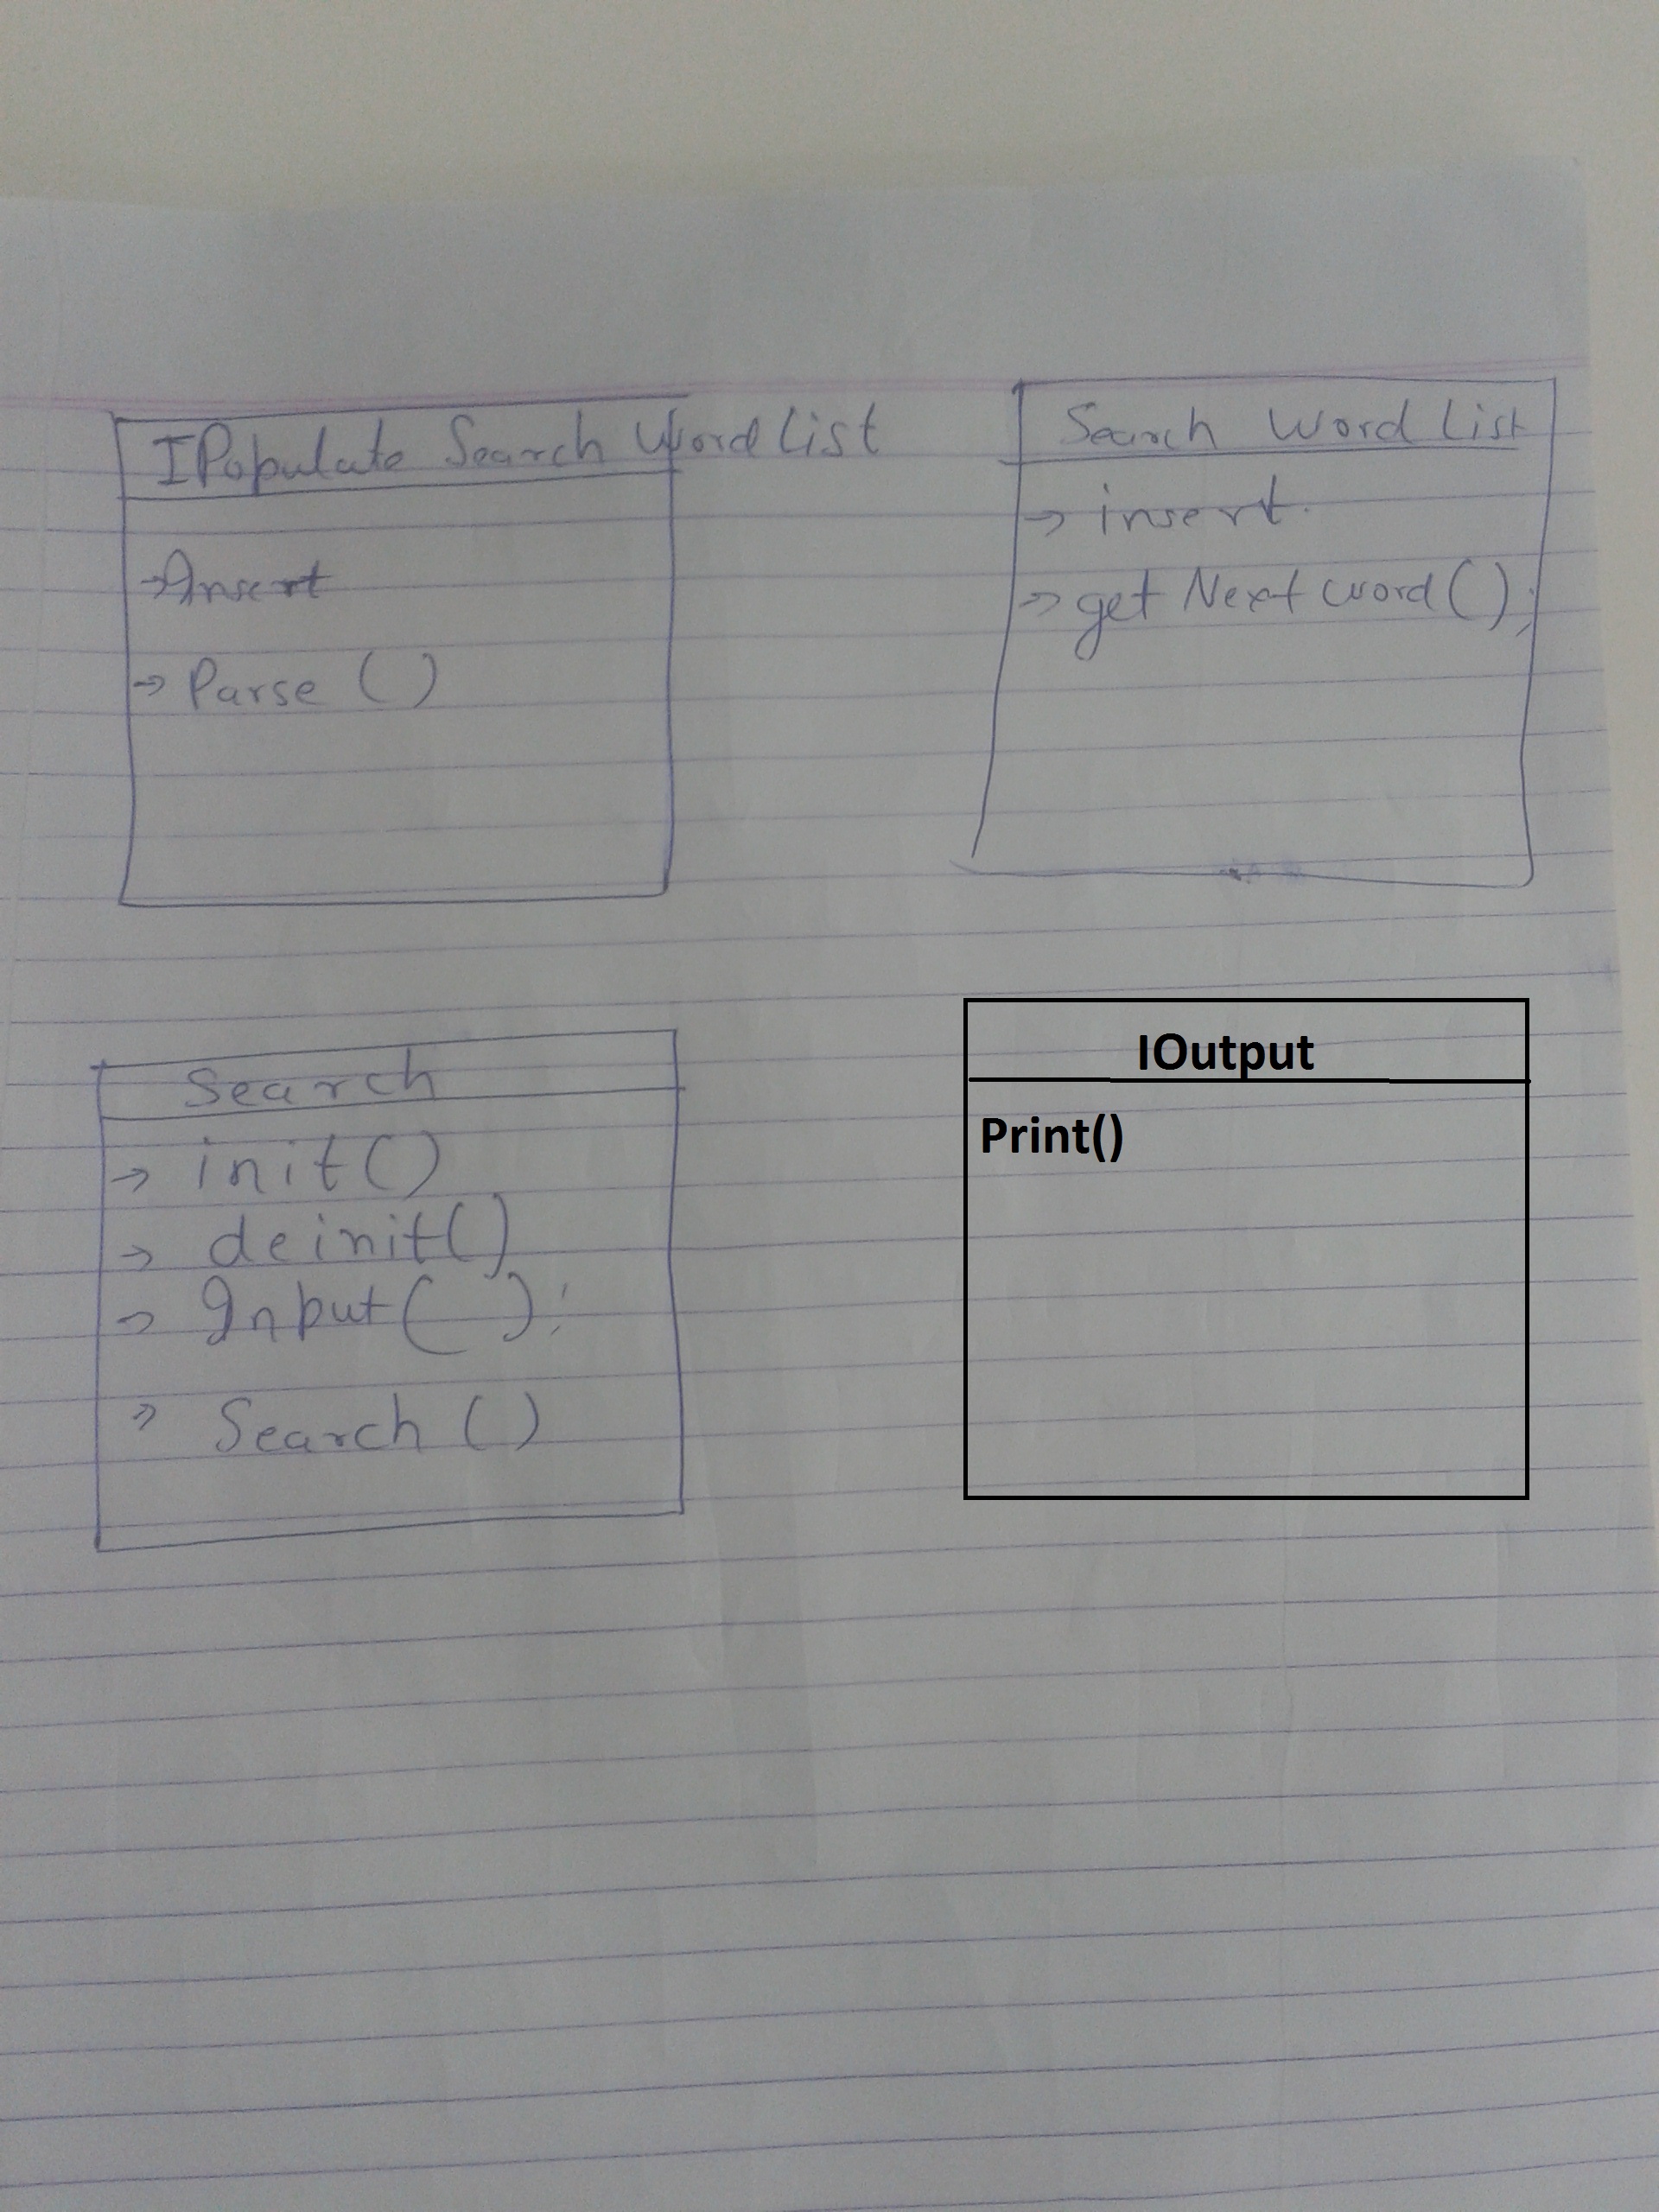 IPopulate Search Word List
→ Insert
→ Parse ( )
Search Word List
→ insert.
→ get Next word ( );
Search
→ init ( )
→ deinit ( )
→ Input ( );
→ Search ( )
IOutput
Print()